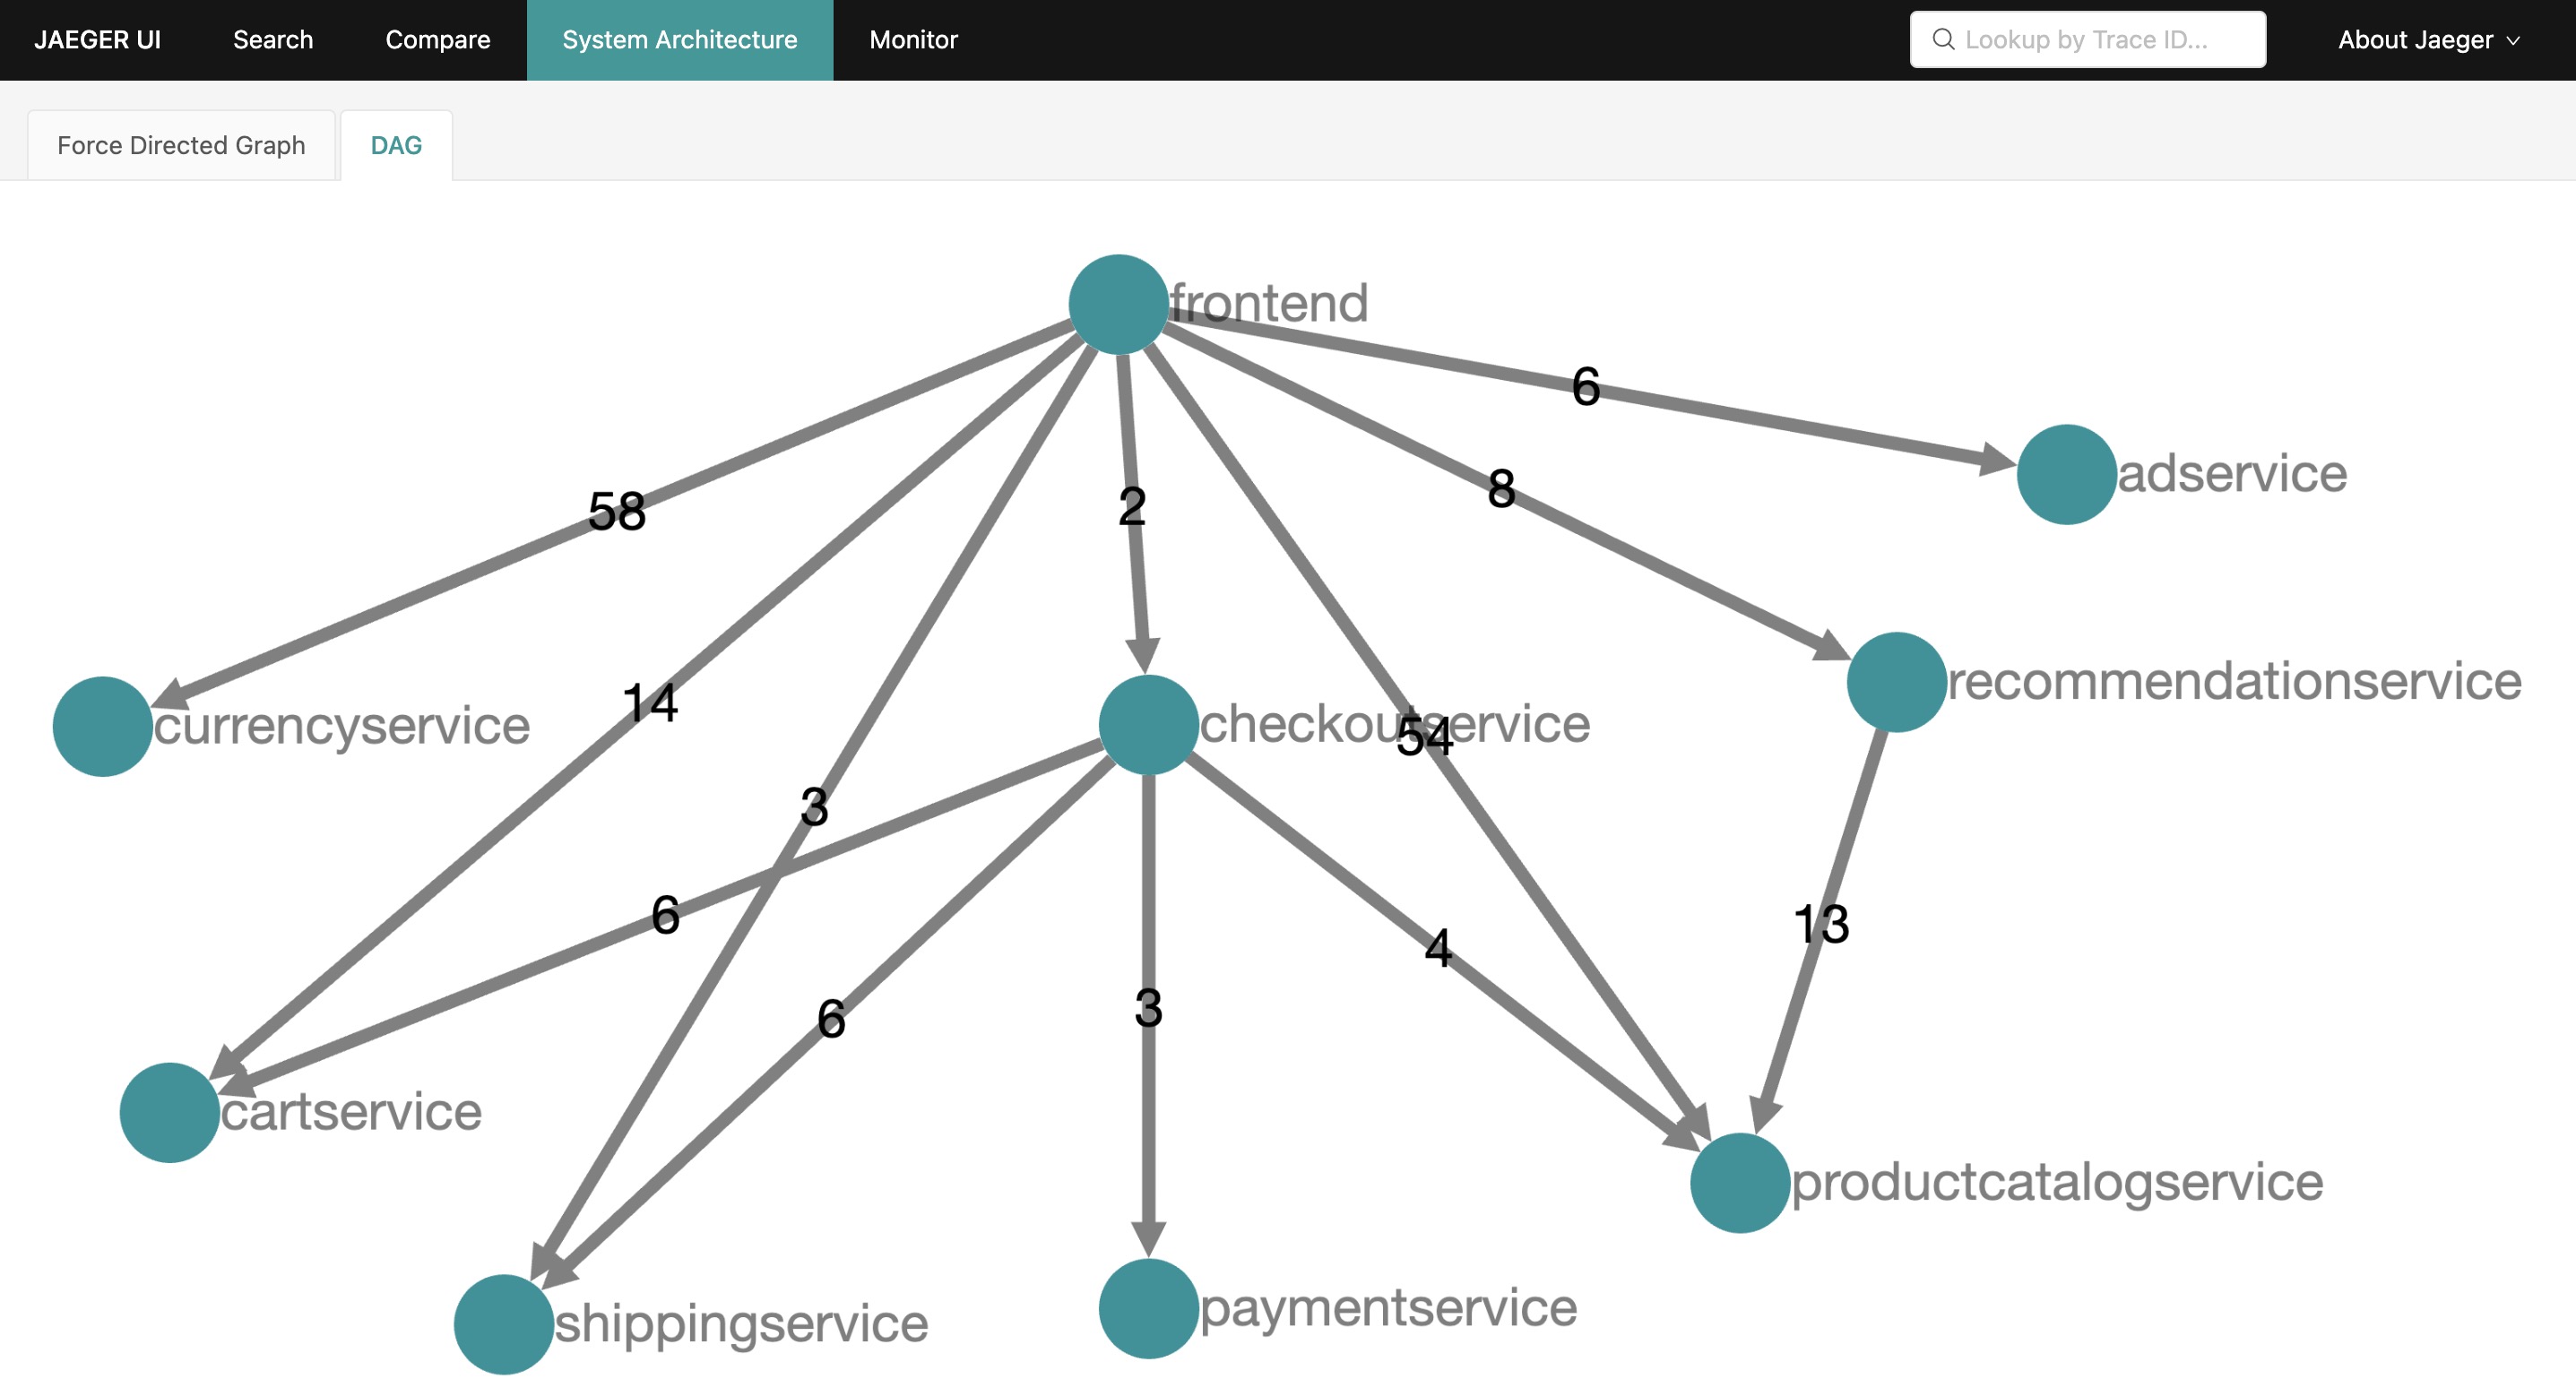 JAEGER UI Search Compare System Architecture Monitor Lookup by Trace ID... About Jaeger
Force Directed Graph DAG
frontend
6
adservice
8
58
2
recommendationservice
14
currencyservice
checkoutservice
54
3
6
13
4
3
6
cartservice
productcatalogservice
paymentservice
shippingservice